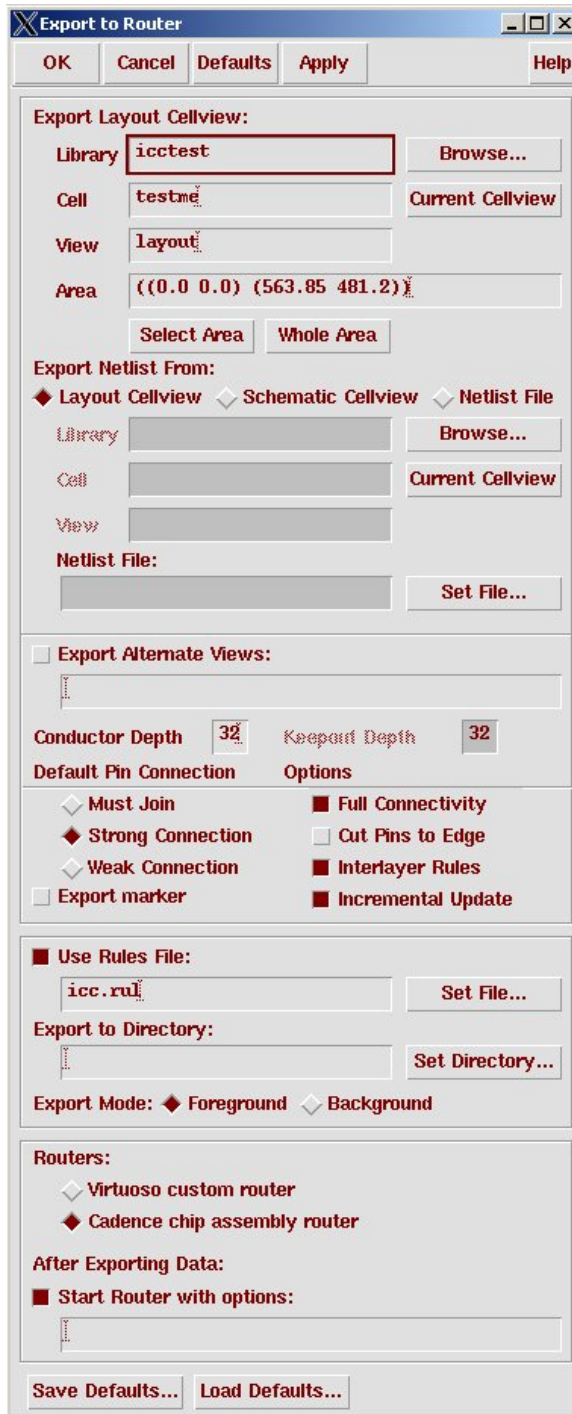 Export to Router
OK Cancel Defaults Apply Help
Export Layout Cellview:
Library icctest Browse...
Cell testme Current Cellview
View layout
Area ((0.0 0.0) (563.85 481.2))
Select Area Whole Area
Export Netlist From:
Layout Cellview Schematic Cellview Netlist File
Library Browse...
Cell Current Cellview
View
Netlist File:
Set File...
Export Alternate Views:
Conductor Depth 32 Keepout Depth 32
Default Pin Connection Options
Must Join Full Connectivity
Strong Connection Cut Pins to Edge
Weak Connection Interlayer Rules
Export marker Incremental Update
Use Rules File:
icc.rul Set File...
Export to Directory:
Set Directory...
Export Mode: Foreground Background
Routers:
Virtuoso custom router
Cadence chip assembly router
After Exporting Data:
Start Router with options:
Save Defaults... Load Defaults...